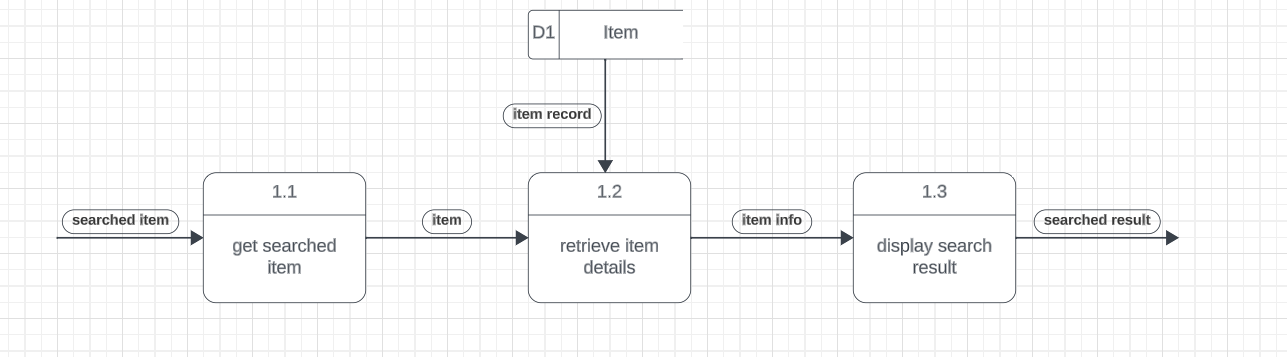 D1 Item
item record
1.1
1.2
1.3
searched item
item
item info
searched result
get searched
item
retrieve item
details
display search
result